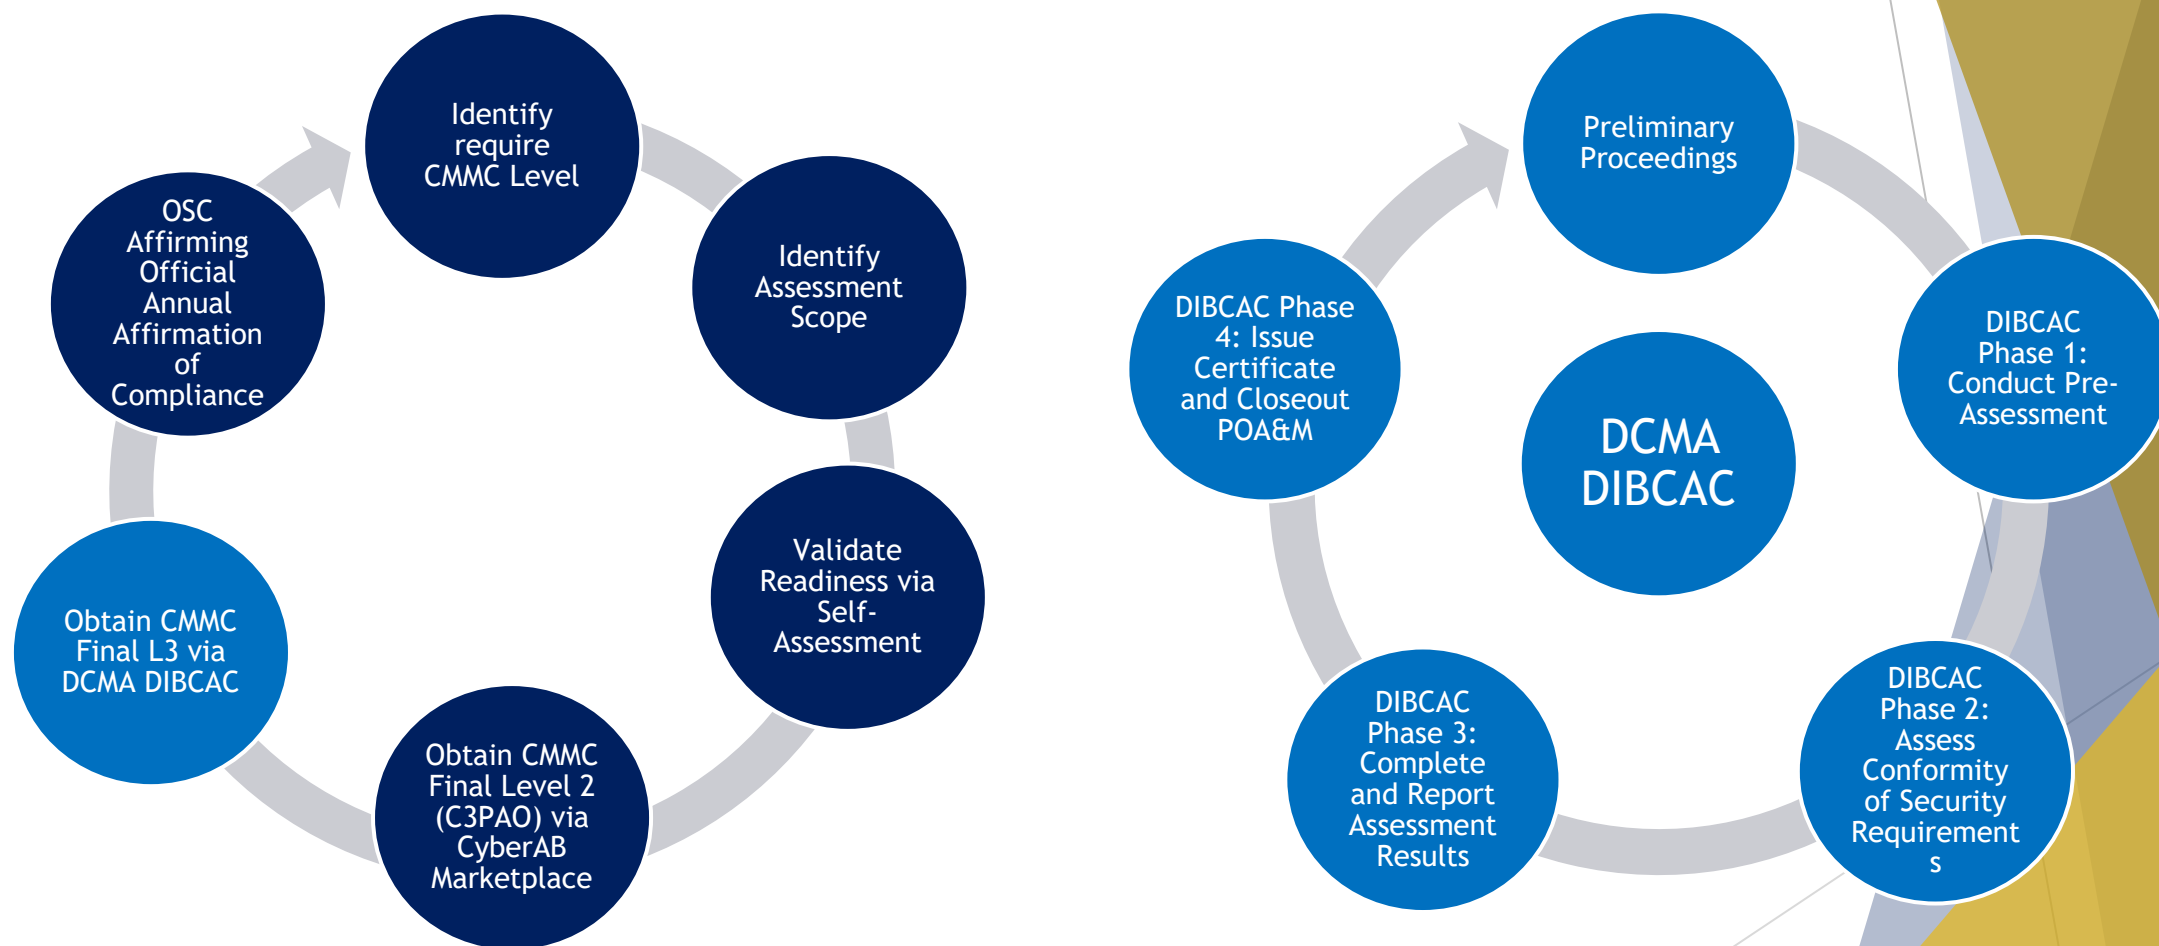 Identify
require
CMMC Level
Identify
Assessment
Scope
Validate
Readiness via
Self-
Assessment
Obtain CMMC
Final Level 2
(C3PAO) via
CyberAB
Marketplace
Obtain CMMC
Final L3 via
DCMA DIBCAC
OSC
Affirming
Official
Annual
Affirmation
of
Compliance
Preliminary
Proceedings
DIBCAC
Phase 1:
Conduct Pre-
Assessment
DIBCAC
Phase 2:
Assess
Conformity
of Security
Requirement
s
DIBCAC
Phase 3:
Complete
and Report
Assessment
Results
DIBCAC Phase
4: Issue
Certificate
and Closeout
POA&M
DCMA
DIBCAC